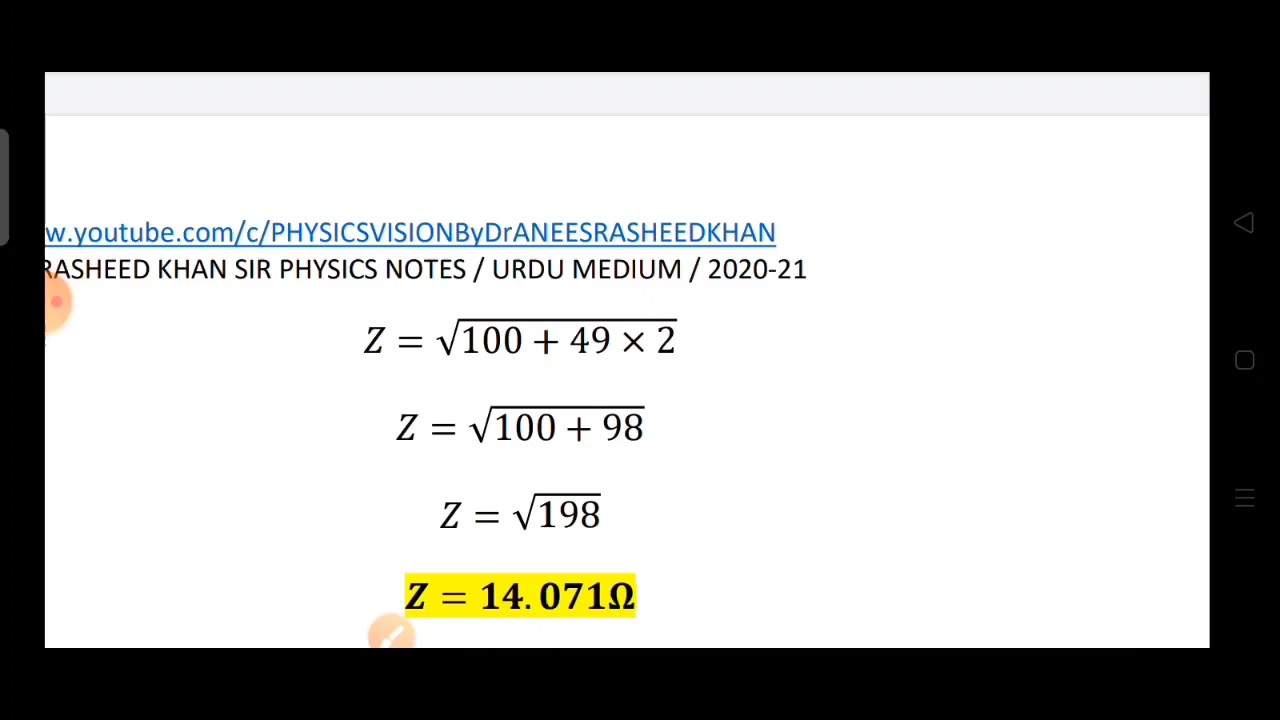 w.youtube.com/c/PHYSICSVISIONByDrANEESRASHEEDKHAN
RASHEED KHAN SIR PHYSICS NOTES / URDU MEDIUM / 2020-21
Z = √100 + 49 × 2
Z = √100 + 98
Z = √198
Z = 14.071Ω